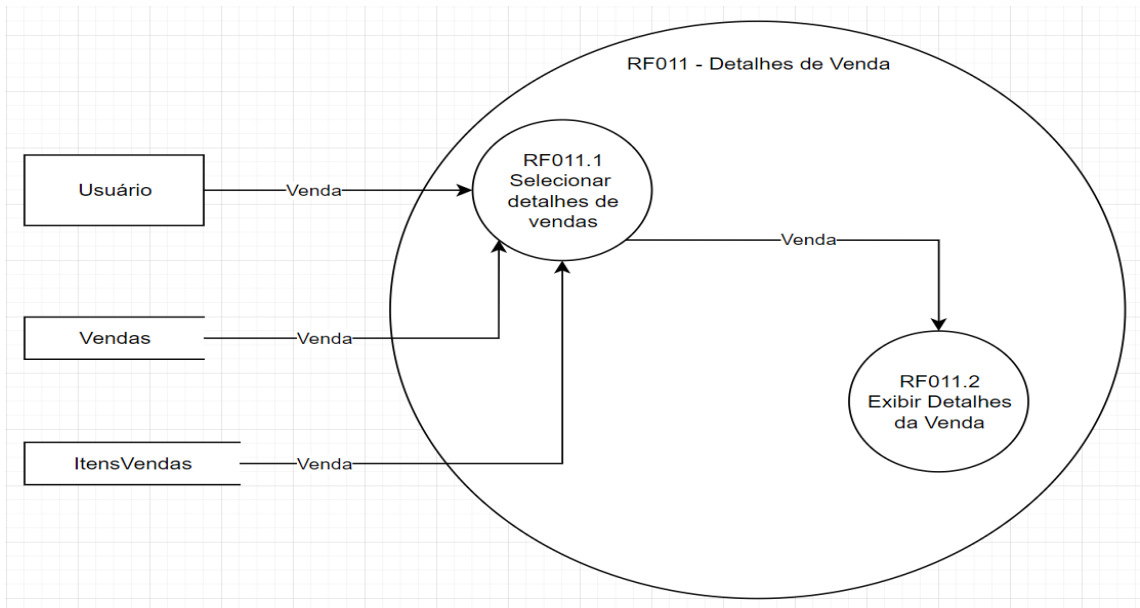 RF011 - Detalhes de Venda
RF011.1
Selecionar
detalhes de
vendas
Usuário
Venda
Venda
Vendas
Venda
RF011.2
Exibir Detalhes
da Venda
ItensVendas
Venda